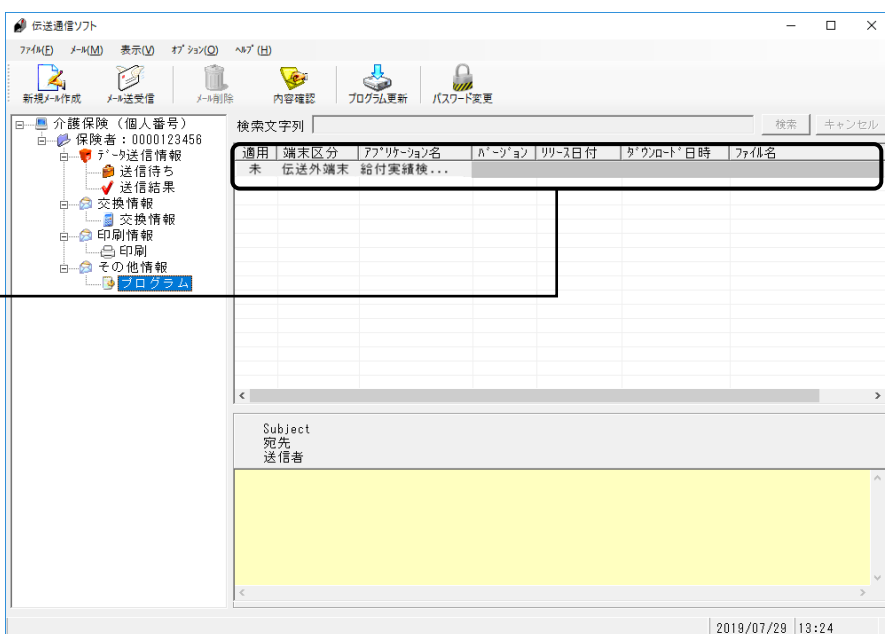 伝送通信ソフト
ファイル(F) メール(M) 表示(V) オプション(O) ヘルプ(H)
新規メール作成 メール送受信 メール削除 内容確認 プログラム更新 パスワード変更
介護保険（個人番号）
保険者：0000123456
データ送信情報
送信待ち
送信結果
交換情報
交換情報
印刷情報
印刷
その他情報
プログラム
検索文字列 検索 キャンセル
適用 端末区分 アプリケーション名 バージョン リリース日付 ダウンロード日時 ファイル名
未 伝送外端末 給付実績検...
Subject
宛先
送信者
2019/07/29 13:24